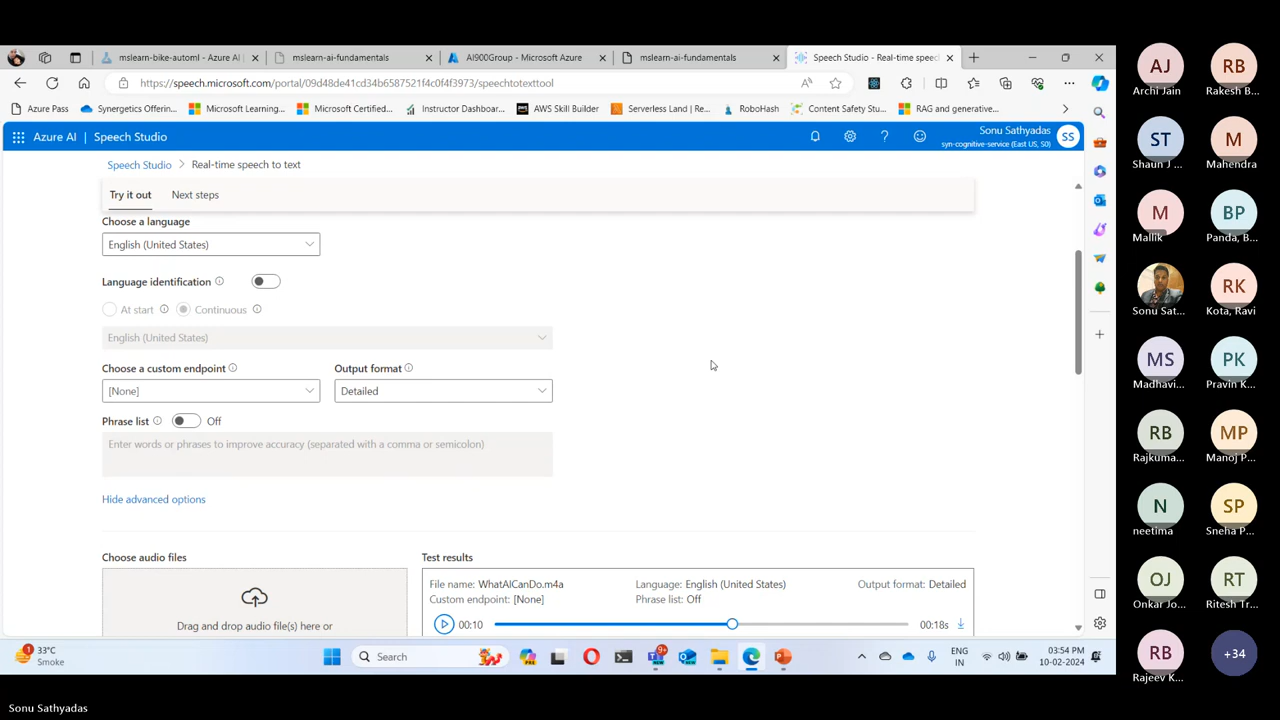 mslearn-bike-automl - Azure AI |
mslearn-ai-fundamentals
AI900Group - Microsoft Azure
mslearn-ai-fundamentals
Speech Studio - Real-time speec
https://speech.microsoft.com/portal/09d48de41cd34b6587521f4c0f4f3973/speechtotexttool
Azure Pass
Synergetics Offerin...
Microsoft Learning...
Microsoft Certified...
Instructor Dashboar...
AWS Skill Builder
Serverless Land | Re...
RoboHash
Content Safety Stu...
RAG and generative...
Azure AI | Speech Studio
Sonu Sathyadas
syn-cognitive-service (East US, S0)
SS
Speech Studio > Real-time speech to text
Try it out Next steps
Choose a language
English (United States)
Language identification
At start Continuous
English (United States)
Choose a custom endpoint Output format
[None] Detailed
Phrase list Off
Enter words or phrases to improve accuracy (separated with a comma or semicolon)
Hide advanced options
Choose audio files
Drag and drop audio file(s) here or
Test results
File name: WhatAICanDo.m4a Language: English (United States) Output format: Detailed
Custom endpoint: [None] Phrase list: Off
00:10 00:18s
1
33°C
Smoke
Search
9+
ENG
IN
03:54 PM
10-02-2024
AJ
Archi Jain
RB
Rakesh B...
ST
Shaun J ...
M
Mahendra
M
Mallik
BP
Panda, B...
Sonu Sat...
RK
Kota, Ravi
MS
Madhavi...
PK
Pravin K...
RB
Rajkuma...
MP
Manoj P...
N
neetima
SP
Sneha P...
OJ
Onkar Jo...
RT
Ritesh Tr...
RB
Rajeev K...
+34
Sonu Sathyadas